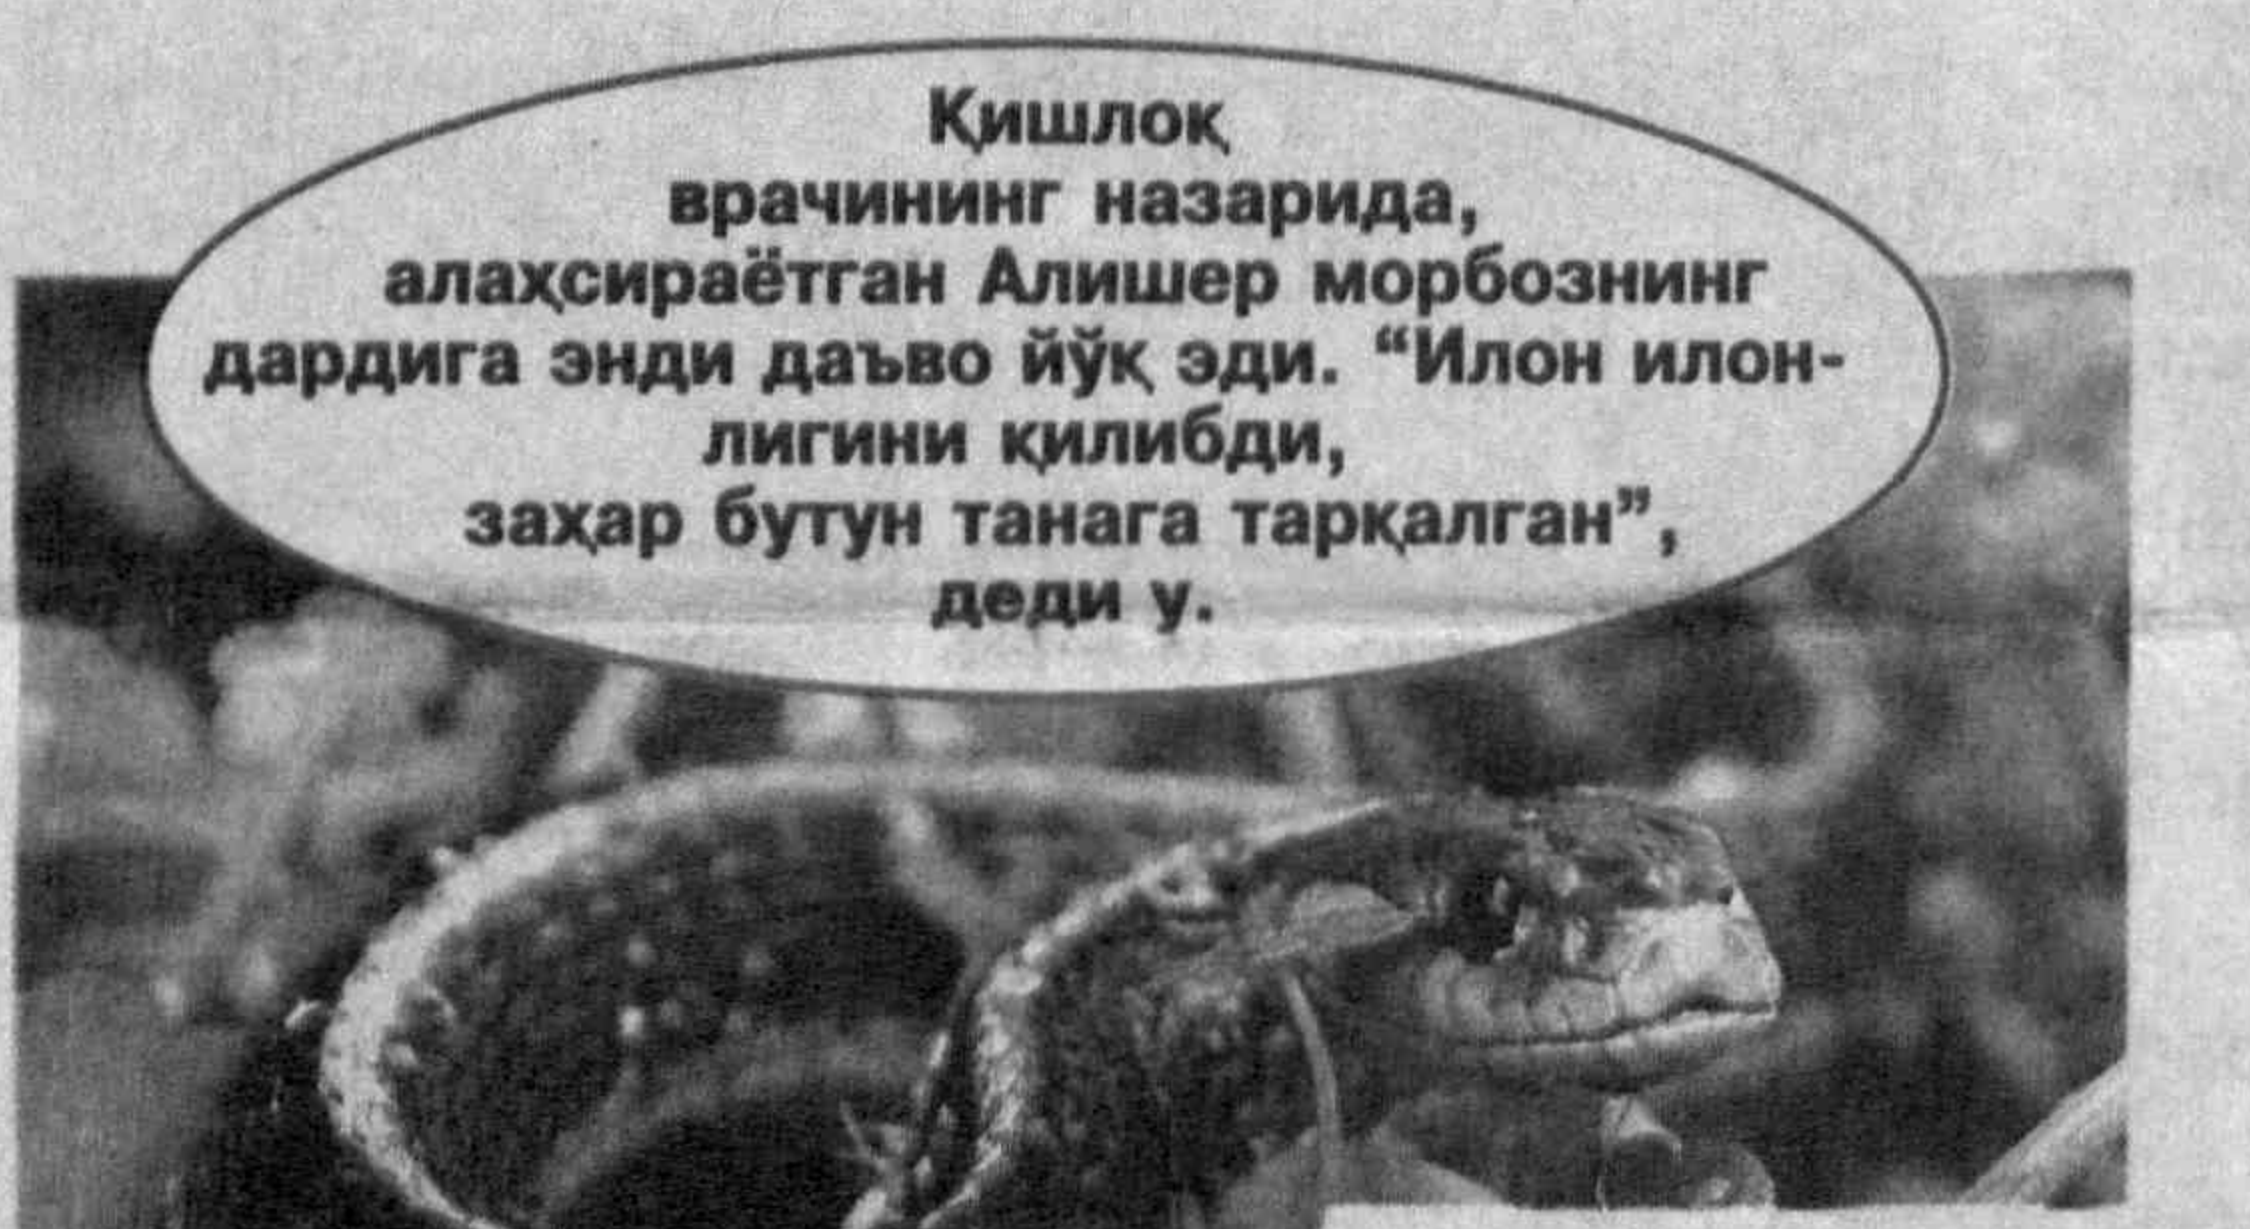 Қишлоқ
врачининг назарида,
алаҳсираётган Алишер морбознинг
дардига энди даъво йўқ эди. “Илон илон-
лигини қилибди,
заҳар бутун танага тарқалган”,
деди у.